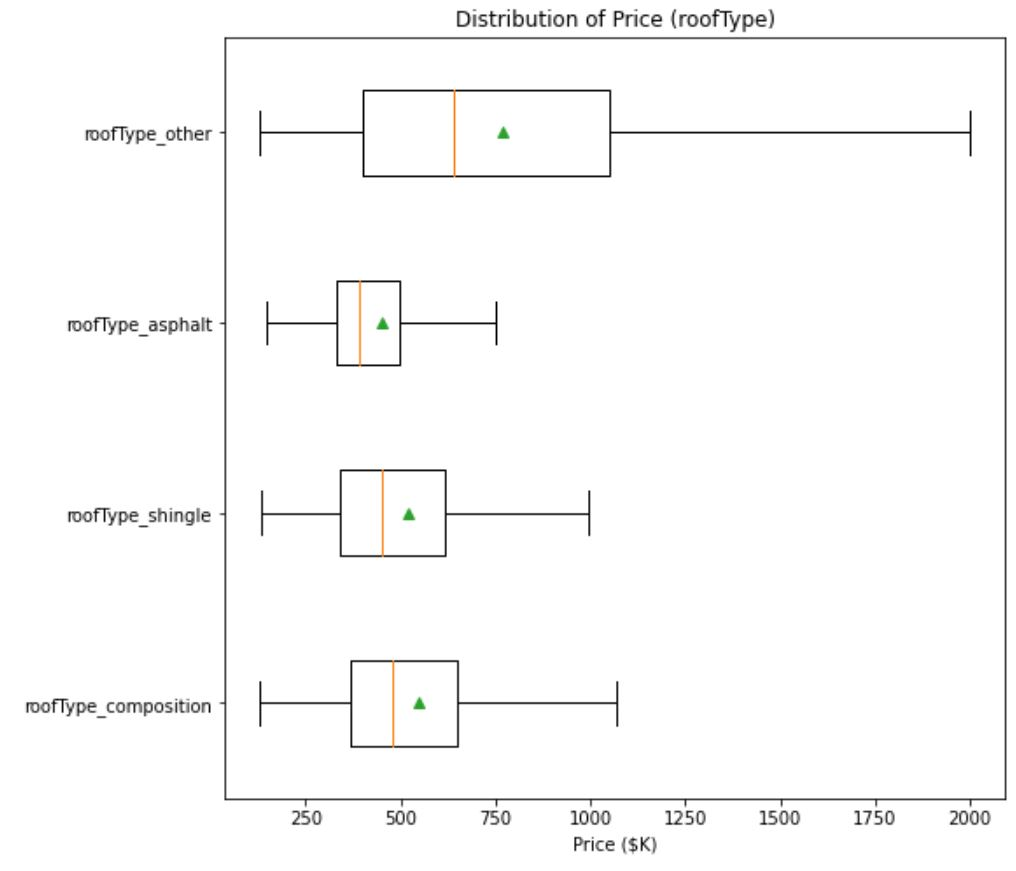 Distribution of Price (roofType)
roofType_other
roofType_asphalt
roofType_shingle
roofType_composition
250 500 750 1000 1250 1500 1750 2000
Price ($K)